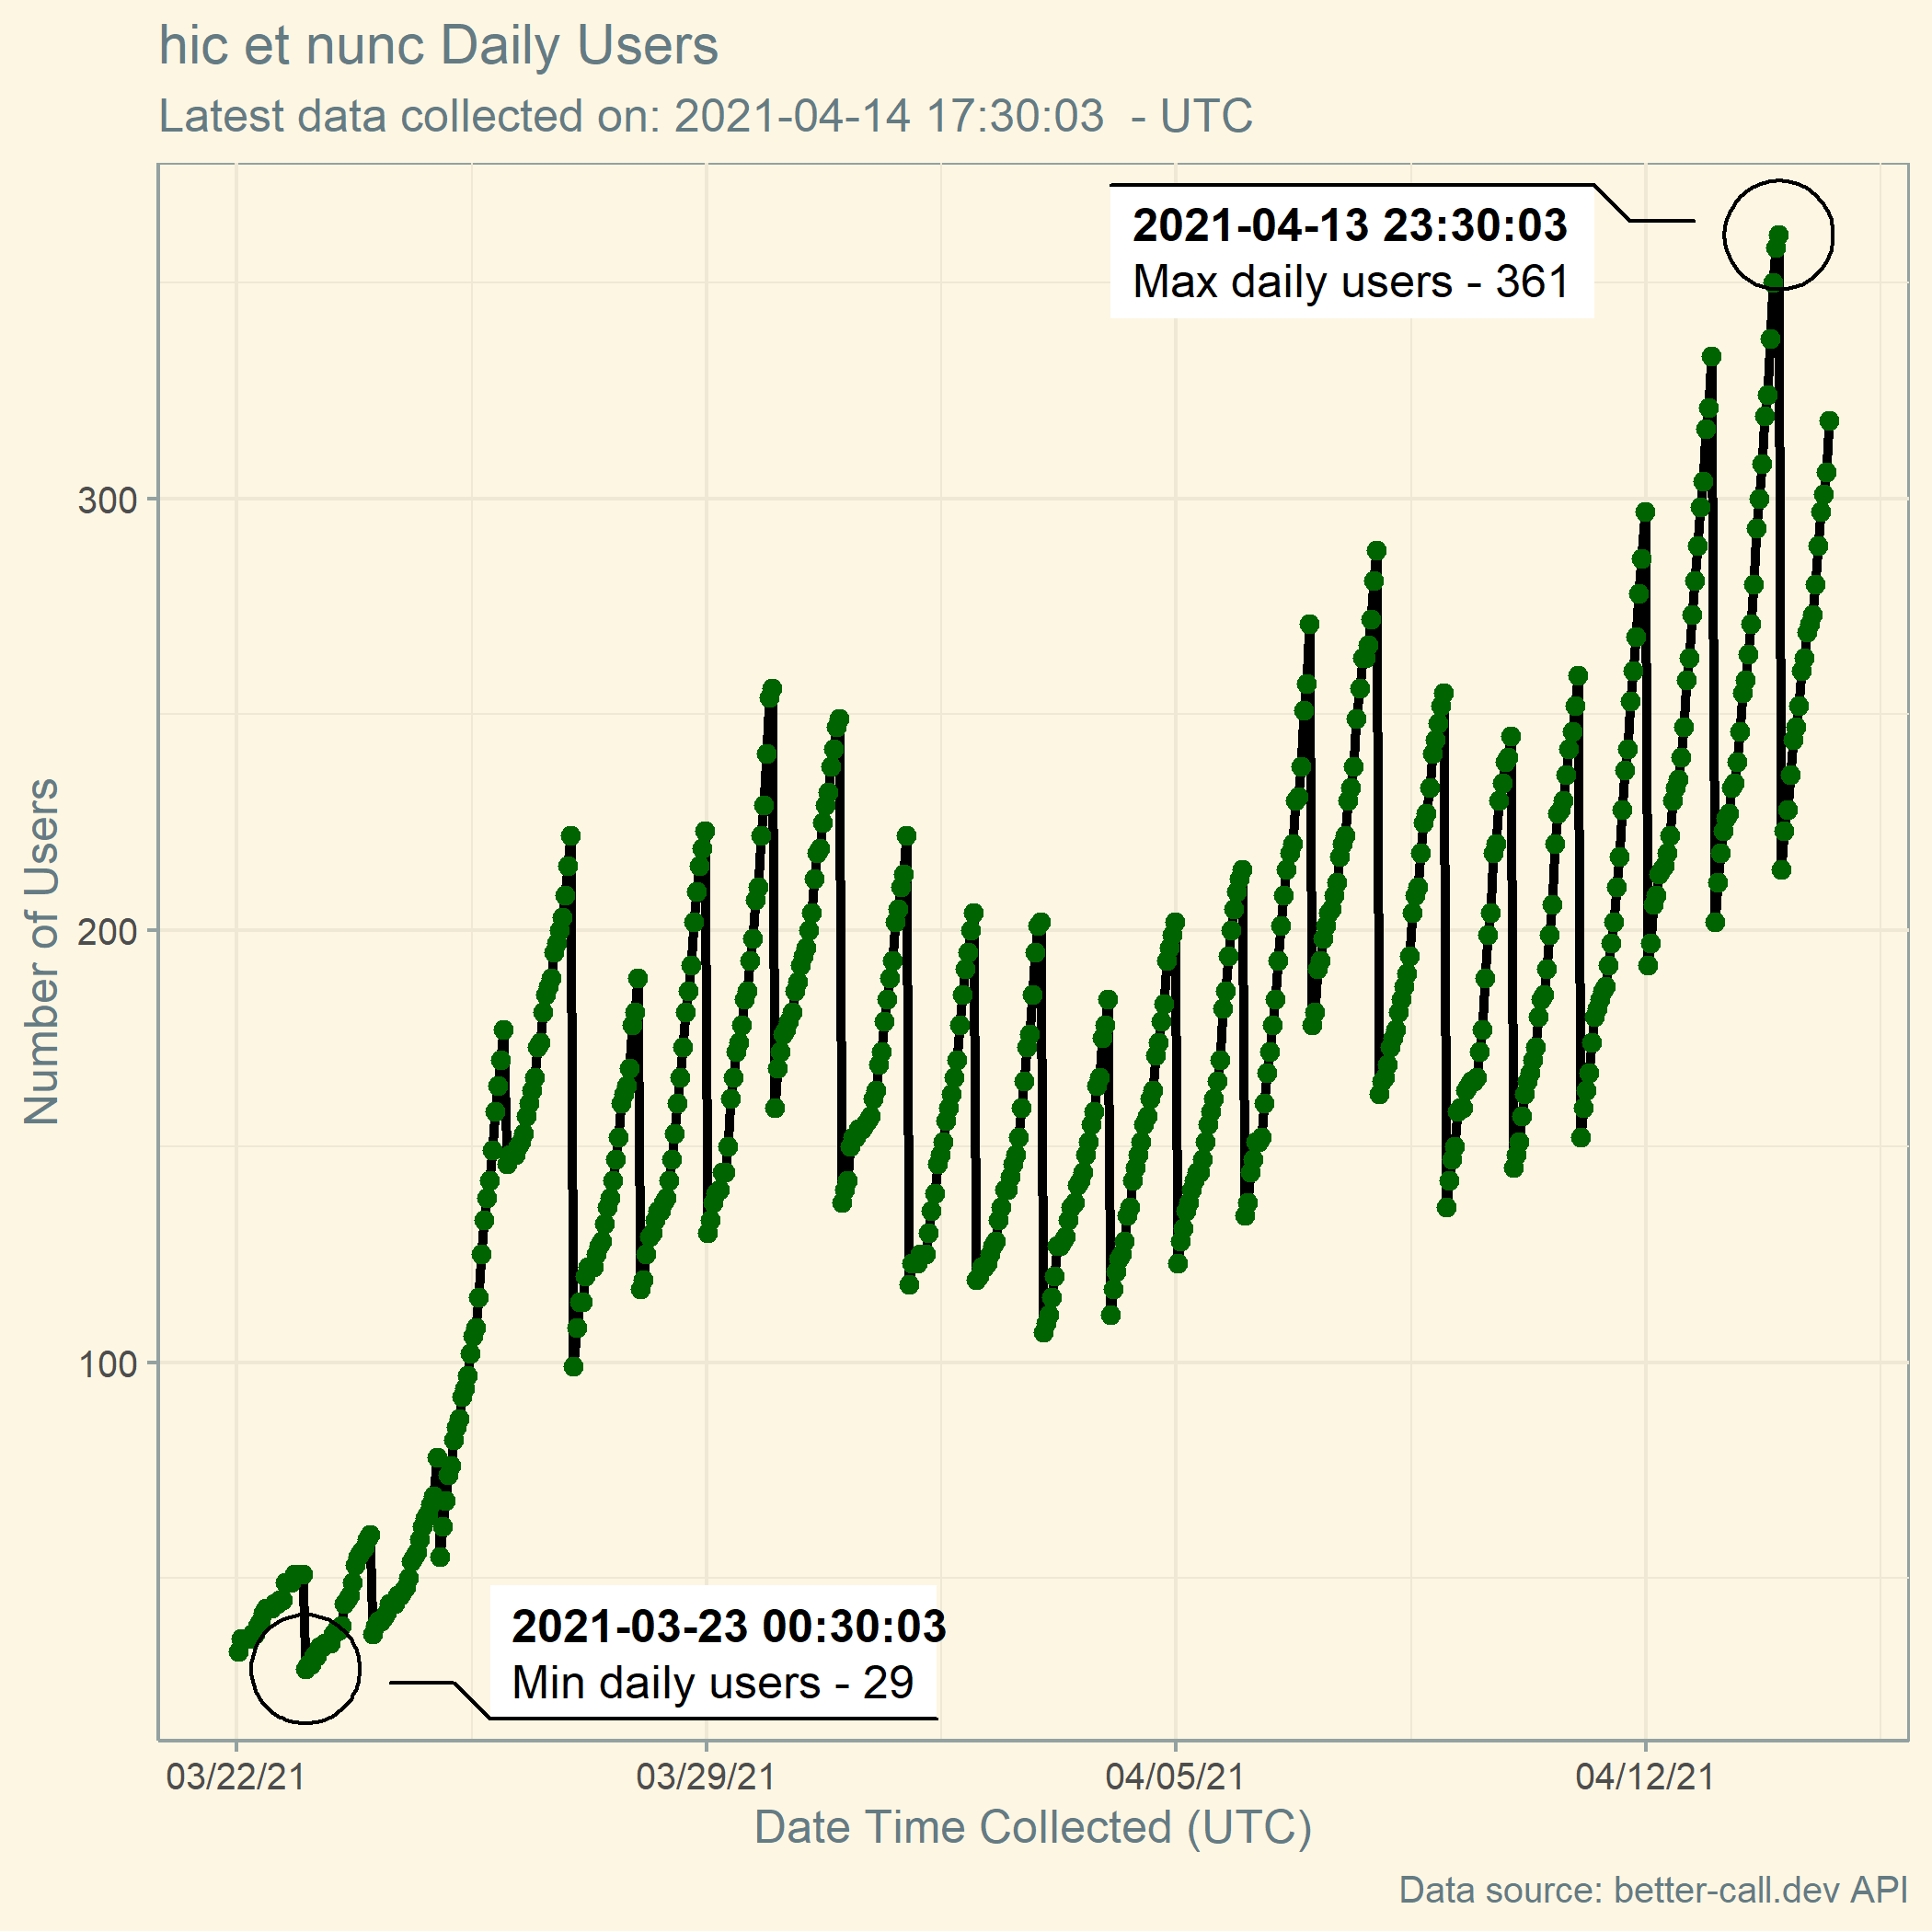 hic et nunc Daily Users
Latest data collected on: 2021-04-14 17:30:03  - UTC
2021-04-13 23:30:03
Max daily users - 361
Number of Users
300
200
100
2021-03-23 00:30:03
Min daily users - 29
03/22/21 03/29/21 04/05/21 04/12/21
Date Time Collected (UTC)
Data source: better-call.dev API